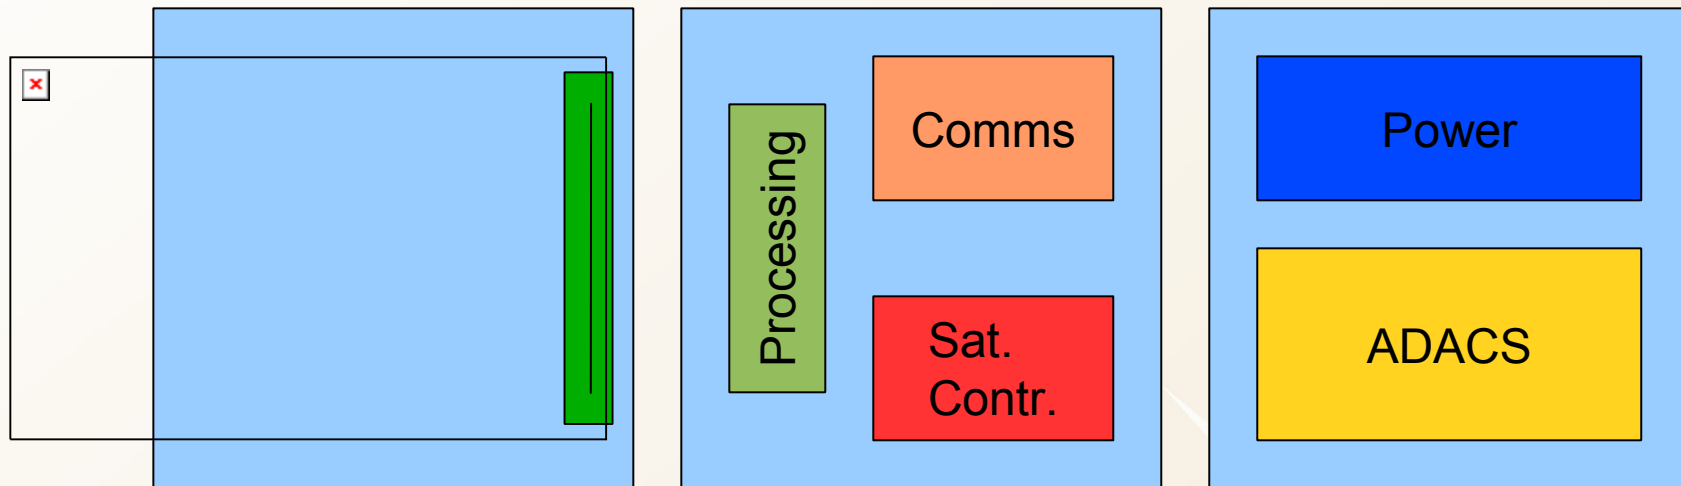 Processing
Comms
Sat.
Contr.
Power
ADACS